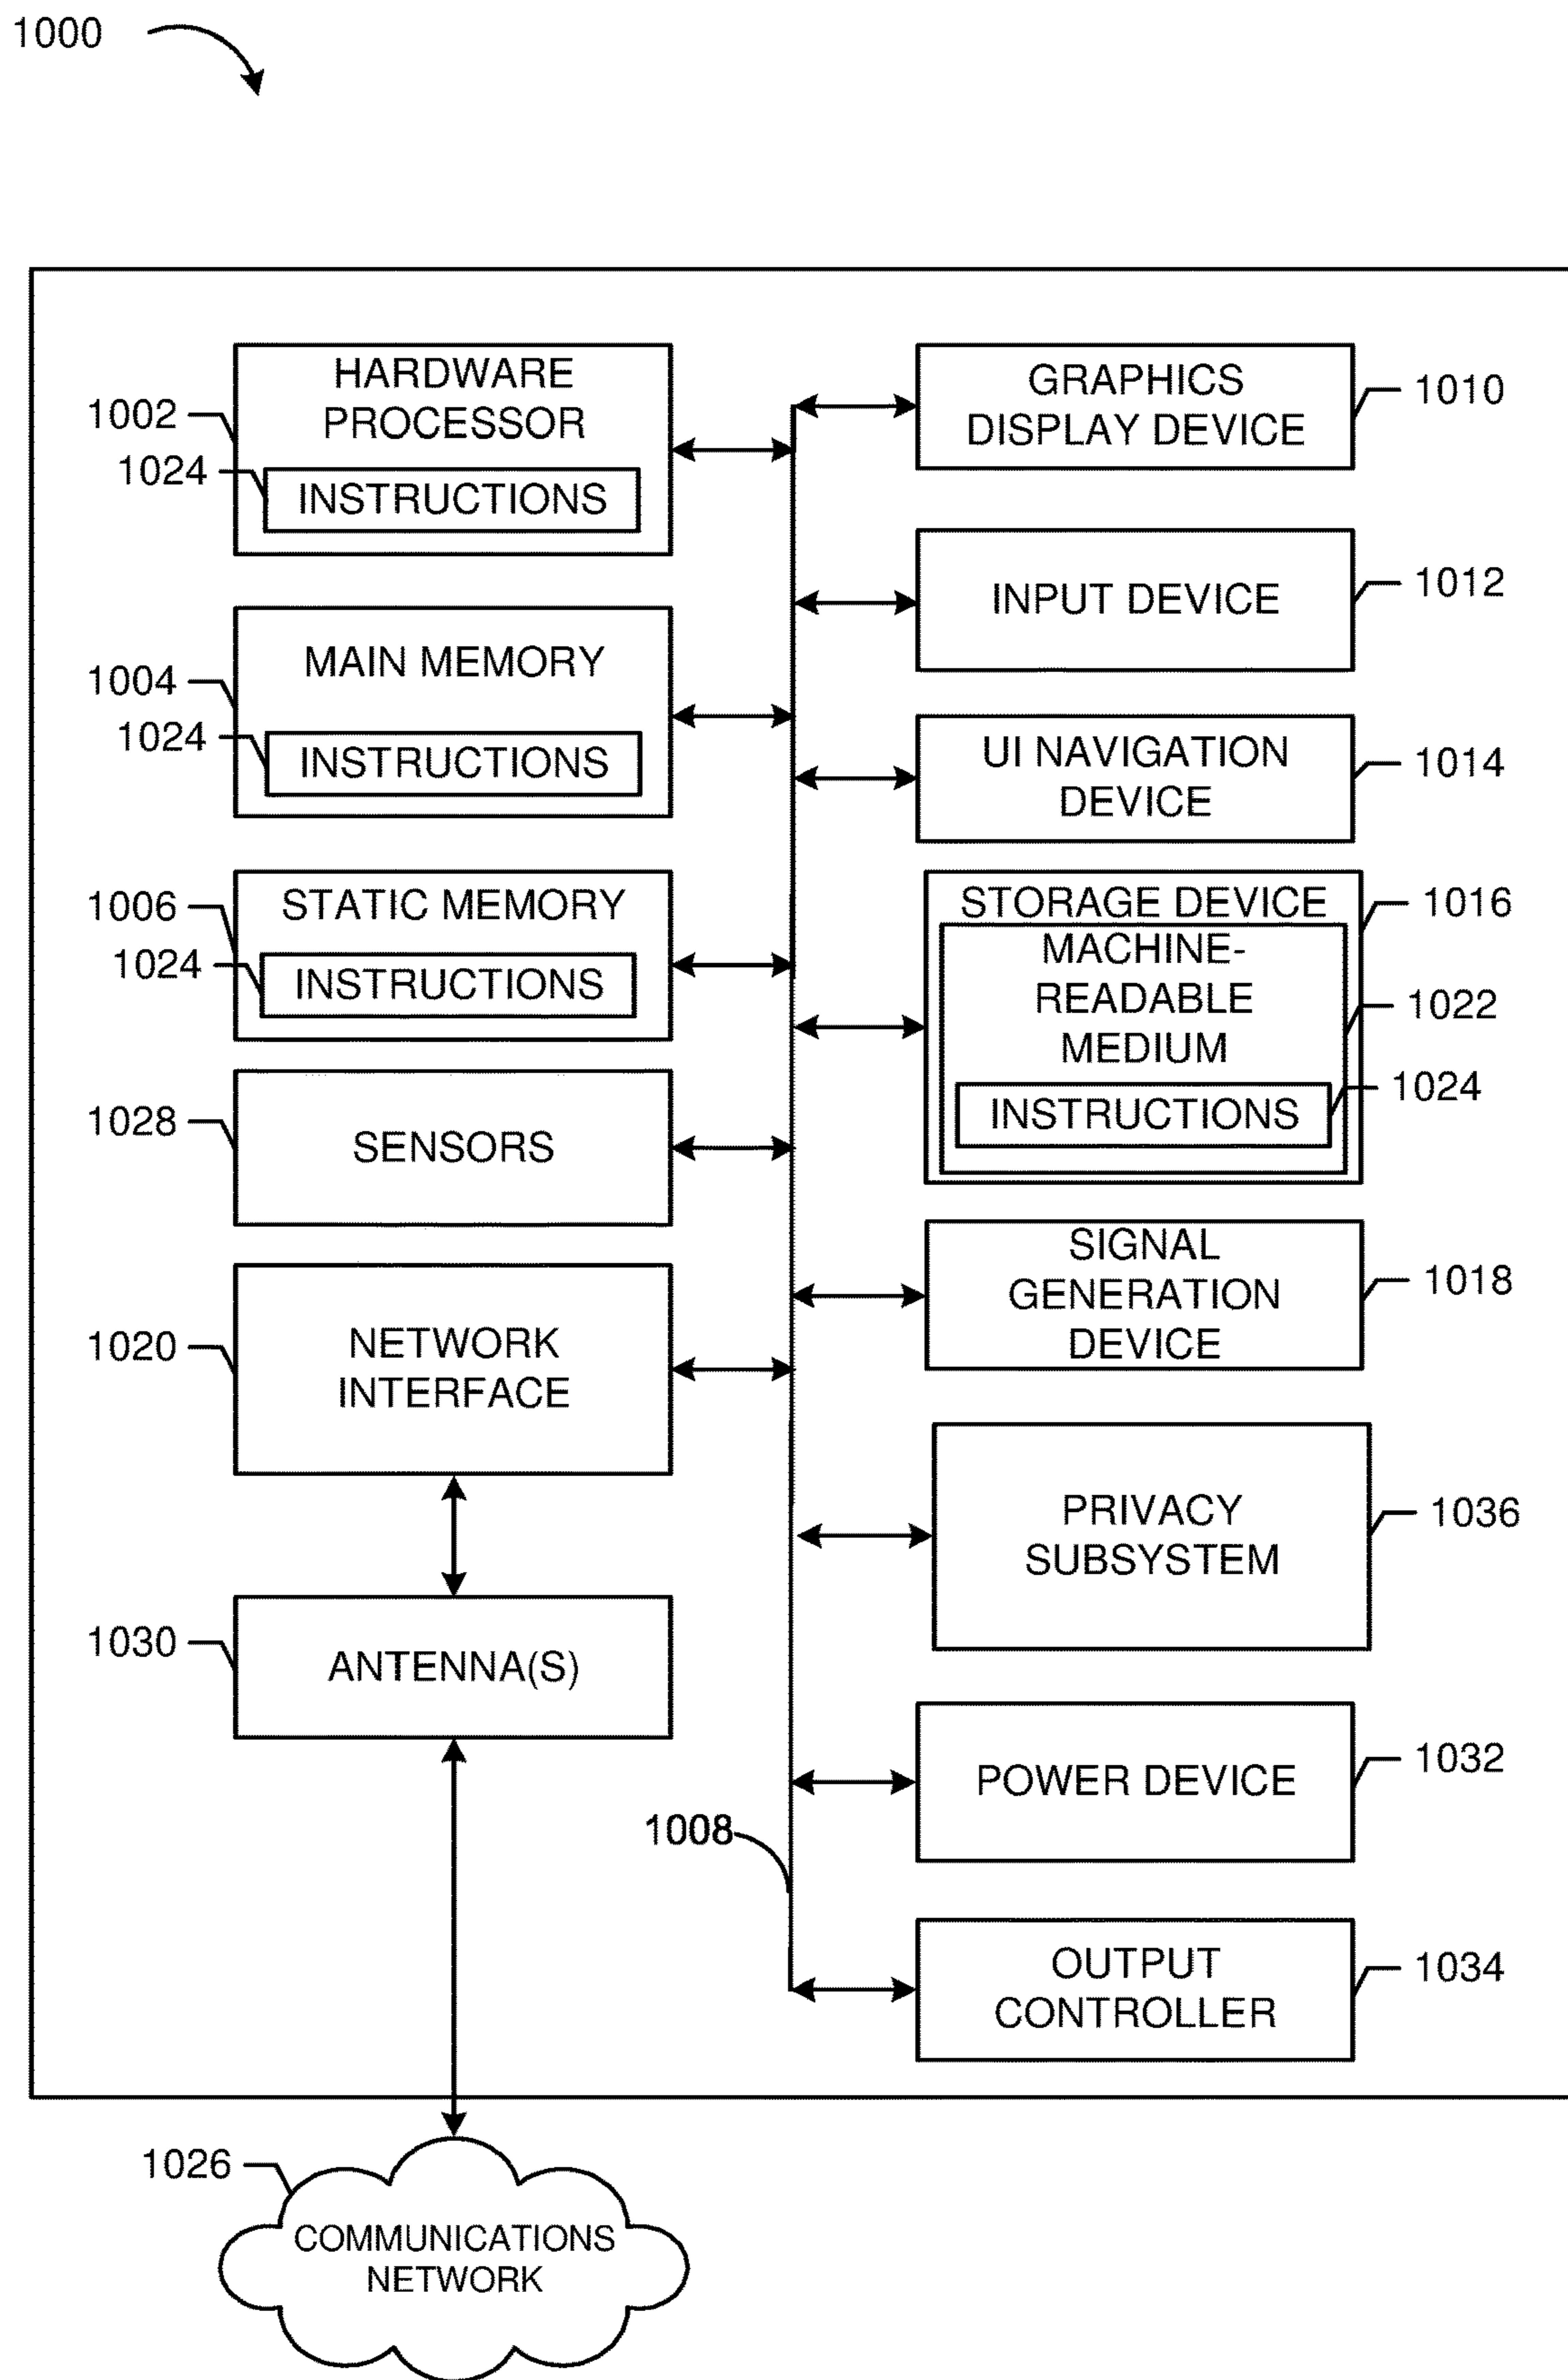 1000
HARDWARE
PROCESSOR
1002
1024
INSTRUCTIONS
MAIN MEMORY
1004
1024
INSTRUCTIONS
STATIC MEMORY
1006
1024
INSTRUCTIONS
1028
SENSORS
1020
NETWORK
INTERFACE
1030
ANTENNA(S)
1008
GRAPHICS
DISPLAY DEVICE
1010
INPUT DEVICE
1012
UI NAVIGATION
DEVICE
1014
STORAGE DEVICE
1016
MACHINE-
READABLE
MEDIUM
1022
INSTRUCTIONS
1024
SIGNAL
GENERATION
DEVICE
1018
PRIVACY
SUBSYSTEM
1036
POWER DEVICE
1032
OUTPUT
CONTROLLER
1034
1026
COMMUNICATIONS
NETWORK